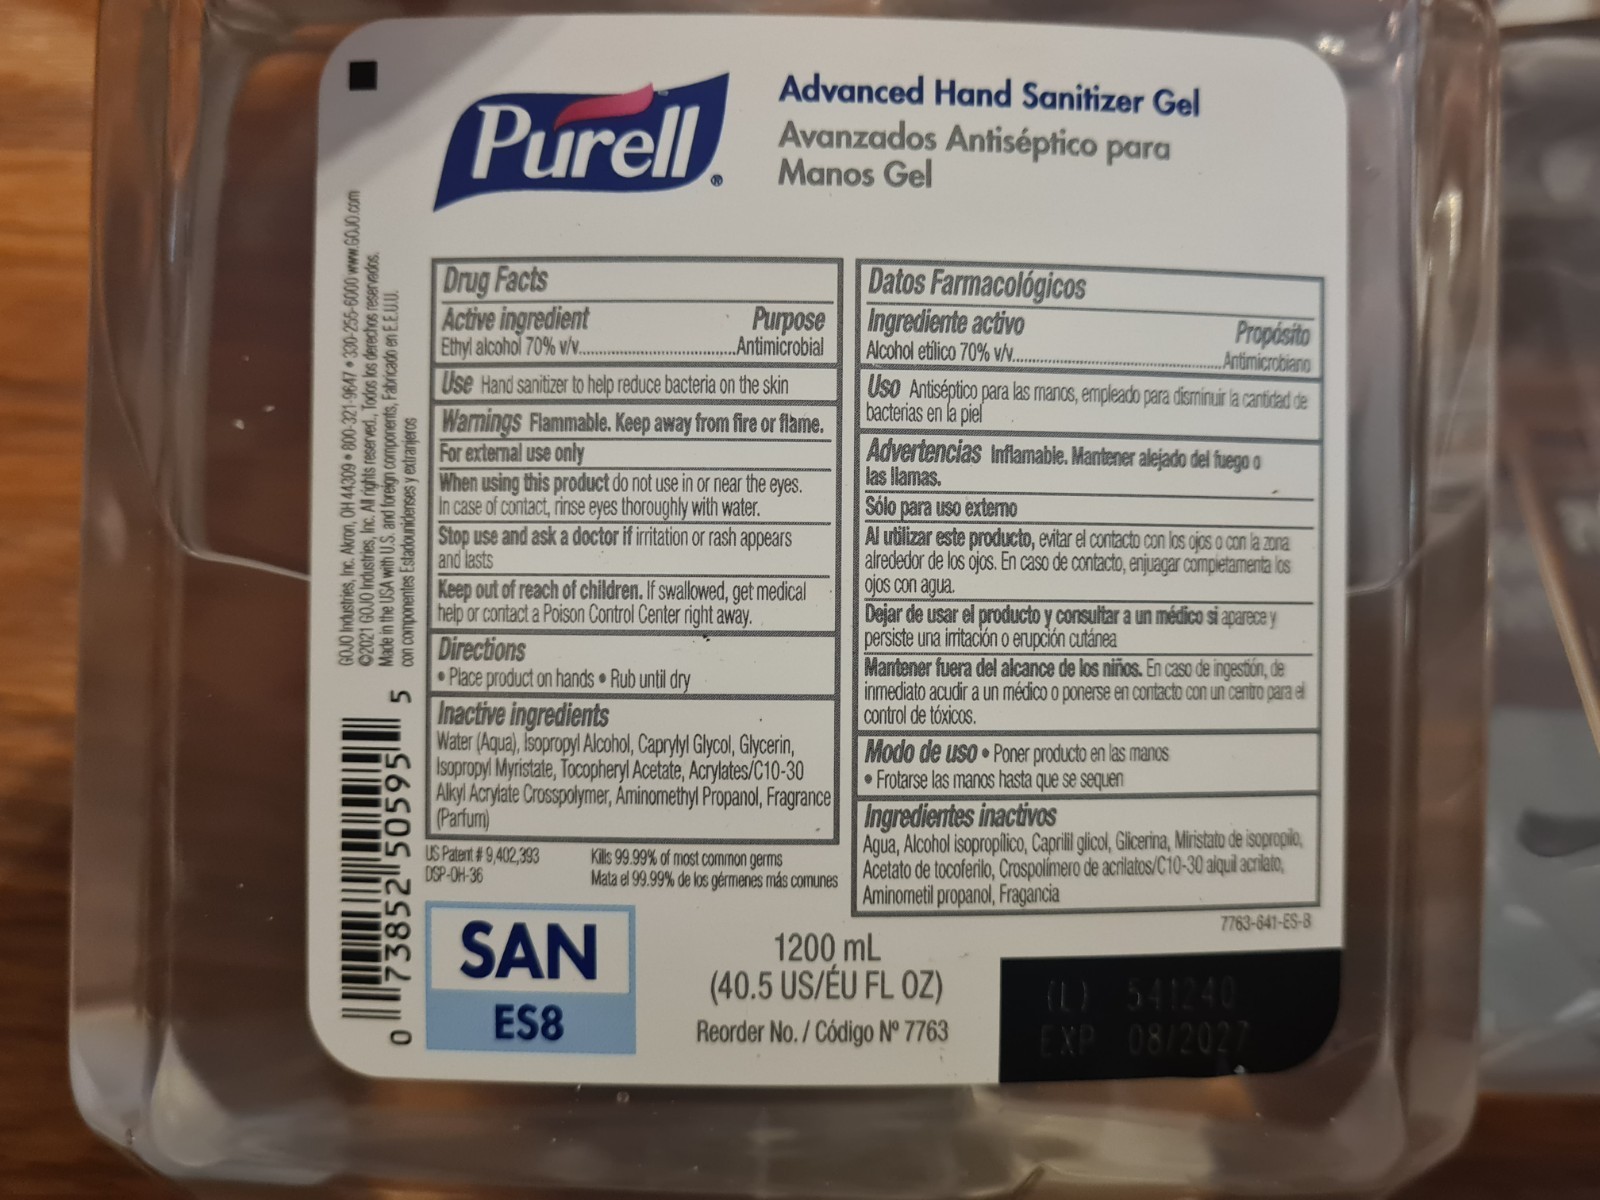 Purell®
Advanced Hand Sanitizer Gel
Avanzados Antiséptico para
Manos Gel
GOJO Industries, Inc. Akron, OH 44309 • 800-321-9647 • 330-255-6000 www.GOJO.com
©2021 GOJO Industries, Inc. All rights reserved., Todos los derechos reservados.
Made in the USA with U.S. and foreign components, Fabricado en E.E.U.U.
con componentes Estadounidenses y extranjeros
0 73852 50595 5
Drug Facts
Active ingredient Purpose
Ethyl alcohol 70% v/v..............................Antimicrobial
Use Hand sanitizer to help reduce bacteria on the skin
Warnings Flammable. Keep away from fire or flame.
For external use only
When using this product do not use in or near the eyes.
In case of contact, rinse eyes thoroughly with water.
Stop use and ask a doctor if irritation or rash appears
and lasts
Keep out of reach of children. If swallowed, get medical
help or contact a Poison Control Center right away.
Directions
• Place product on hands • Rub until dry
Inactive ingredients
Water (Aqua), Isopropyl Alcohol, Caprylyl Glycol, Glycerin,
Isopropyl Myristate, Tocopheryl Acetate, Acrylates/C10-30
Alkyl Acrylate Crosspolymer, Aminomethyl Propanol, Fragrance
(Parfum)
US Patent # 9,402,393
DSP-OH-36
Kills 99.99% of most common germs
Mata el 99.99% de los gérmenes más comunes
Datos Farmacológicos
Ingrediente activo Propósito
Alcohol etílico 70% v/v..............................Antimicrobiano
Uso Antiséptico para las manos, empleado para disminuir la cantidad de
bacterias en la piel
Advertencias Inflamable. Mantener alejado del fuego o
las llamas.
Sólo para uso externo
Al utilizar este producto, evitar el contacto con los ojos o con la zona
alrededor de los ojos. En caso de contacto, enjuagar completamenta los
ojos con agua.
Dejar de usar el producto y consultar a un médico si aparece y
persiste una irritación o erupción cutánea
Mantener fuera del alcance de los niños. En caso de ingestión, de
inmediato acudir a un médico o ponerse en contacto con un centro para el
control de tóxicos.
Modo de uso • Poner producto en las manos
• Frotarse las manos hasta que se sequen
Ingredientes inactivos
Agua, Alcohol isopropílico, Caprilil glicol, Glicerina, Miristato de isopropilo,
Acetato de tocoferilo, Crospolímero de acrilatos/C10-30 alquil acrilato,
Aminometil propanol, Fragancia
7763-641-ES-B
SAN
ES8
1200 mL
(40.5 US/ÉU FL OZ)
Reorder No. / Código Nº 7763
(L) 541240
EXP 08/2027